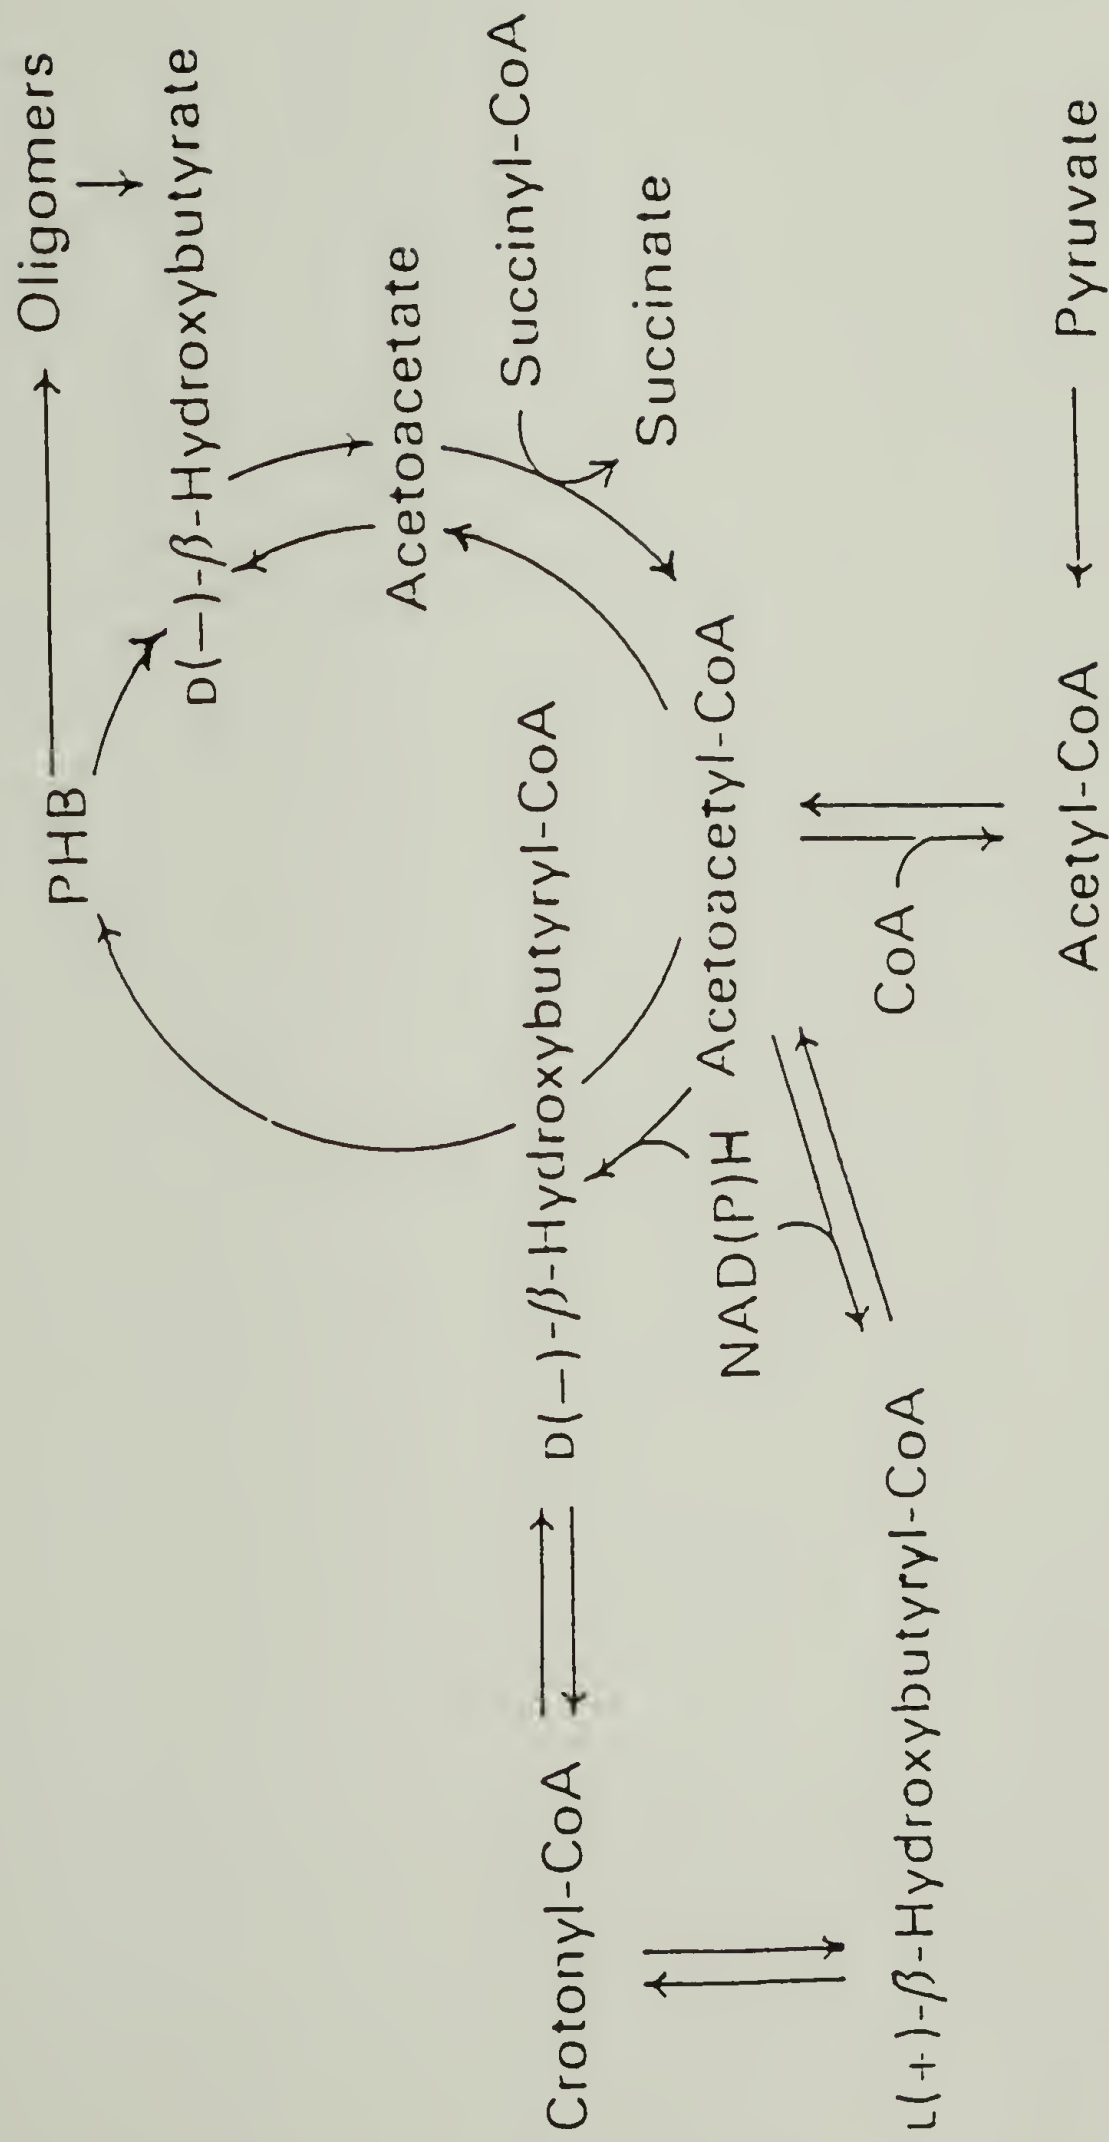 PHB
Oligomers
D(−)-β-Hydroxybutyrate
Acetoacetate
Succinyl-CoA
Succinate
Crotonyl-CoA
D(−)-β-Hydroxybutyryl-CoA
NAD(P)H
Acetoacetyl-CoA
L(+)-β-Hydroxybutyryl-CoA
CoA
Acetyl-CoA
Pyruvate